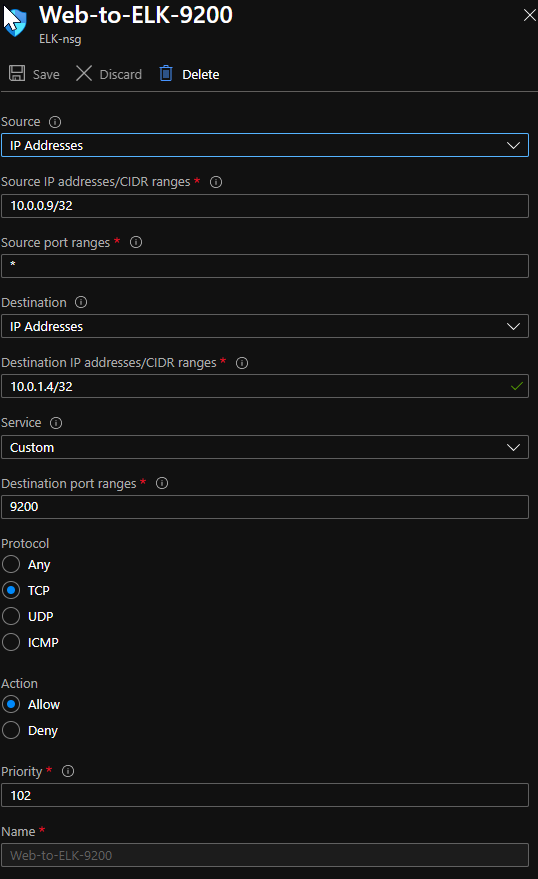 Web-to-ELK-9200
ELK-nsg
Save Discard Delete
Source
IP Addresses
Source IP addresses/CIDR ranges *
10.0.0.9/32
Source port ranges *
*
Destination
IP Addresses
Destination IP addresses/CIDR ranges *
10.0.1.4/32
Service
Custom
Destination port ranges *
9200
Protocol
Any
TCP
UDP
ICMP
Action
Allow
Deny
Priority *
102
Name *
Web-to-ELK-9200